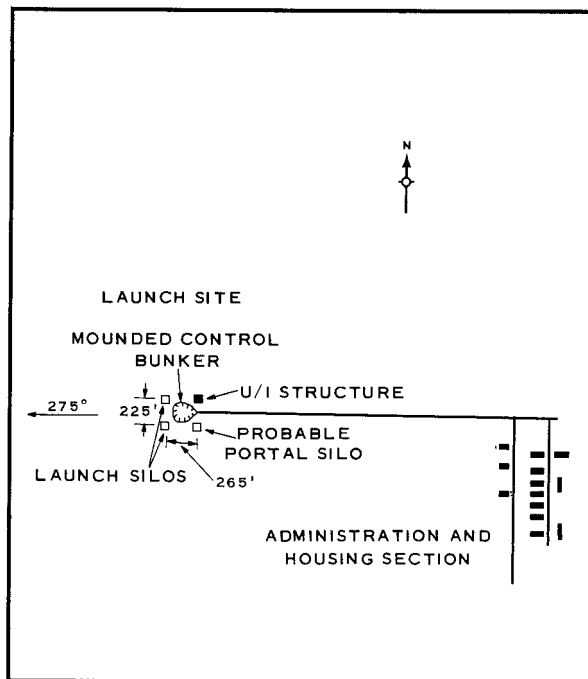 N
LAUNCH SITE
MOUNDED CONTROL
BUNKER
U/I STRUCTURE
275°
225'
PROBABLE
PORTAL SILO
LAUNCH SILOS
265'
ADMINISTRATION AND
HOUSING SECTION